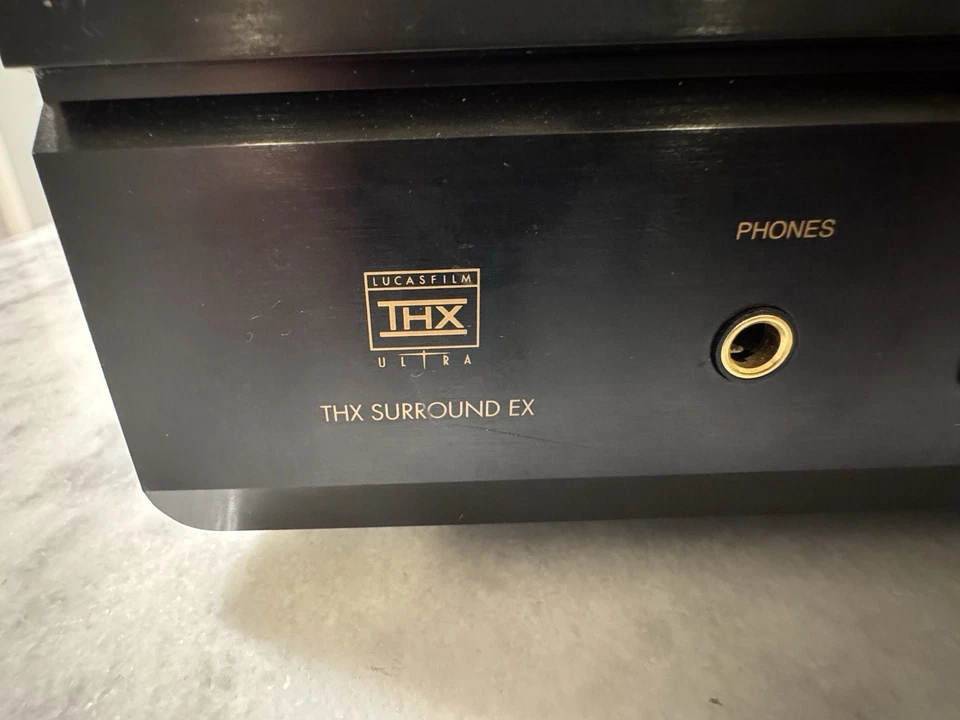 PHONES
LUCASFILM
THX
ULTRA
THX SURROUND EX